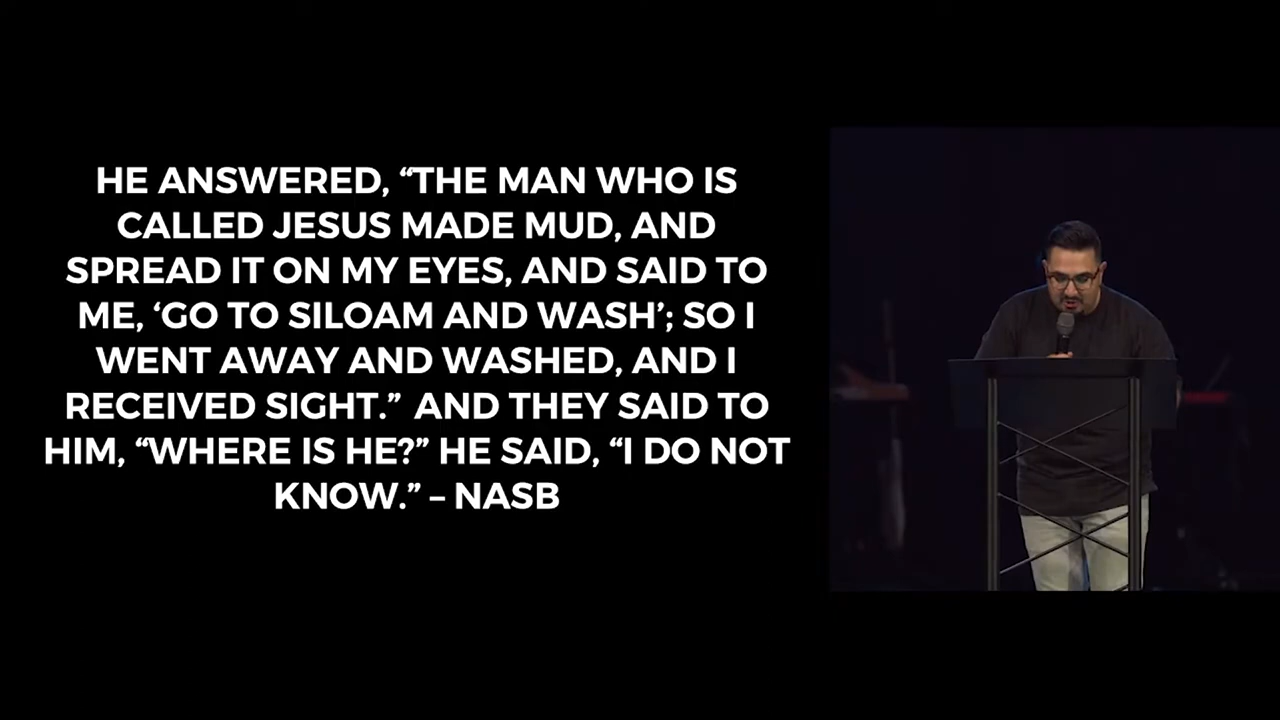 HE ANSWERED, “THE MAN WHO IS
CALLED JESUS MADE MUD, AND
SPREAD IT ON MY EYES, AND SAID TO
ME, ‘GO TO SILOAM AND WASH’; SO I
WENT AWAY AND WASHED, AND I
RECEIVED SIGHT.” AND THEY SAID TO
HIM, “WHERE IS HE?” HE SAID, “I DO NOT
KNOW.” – NASB